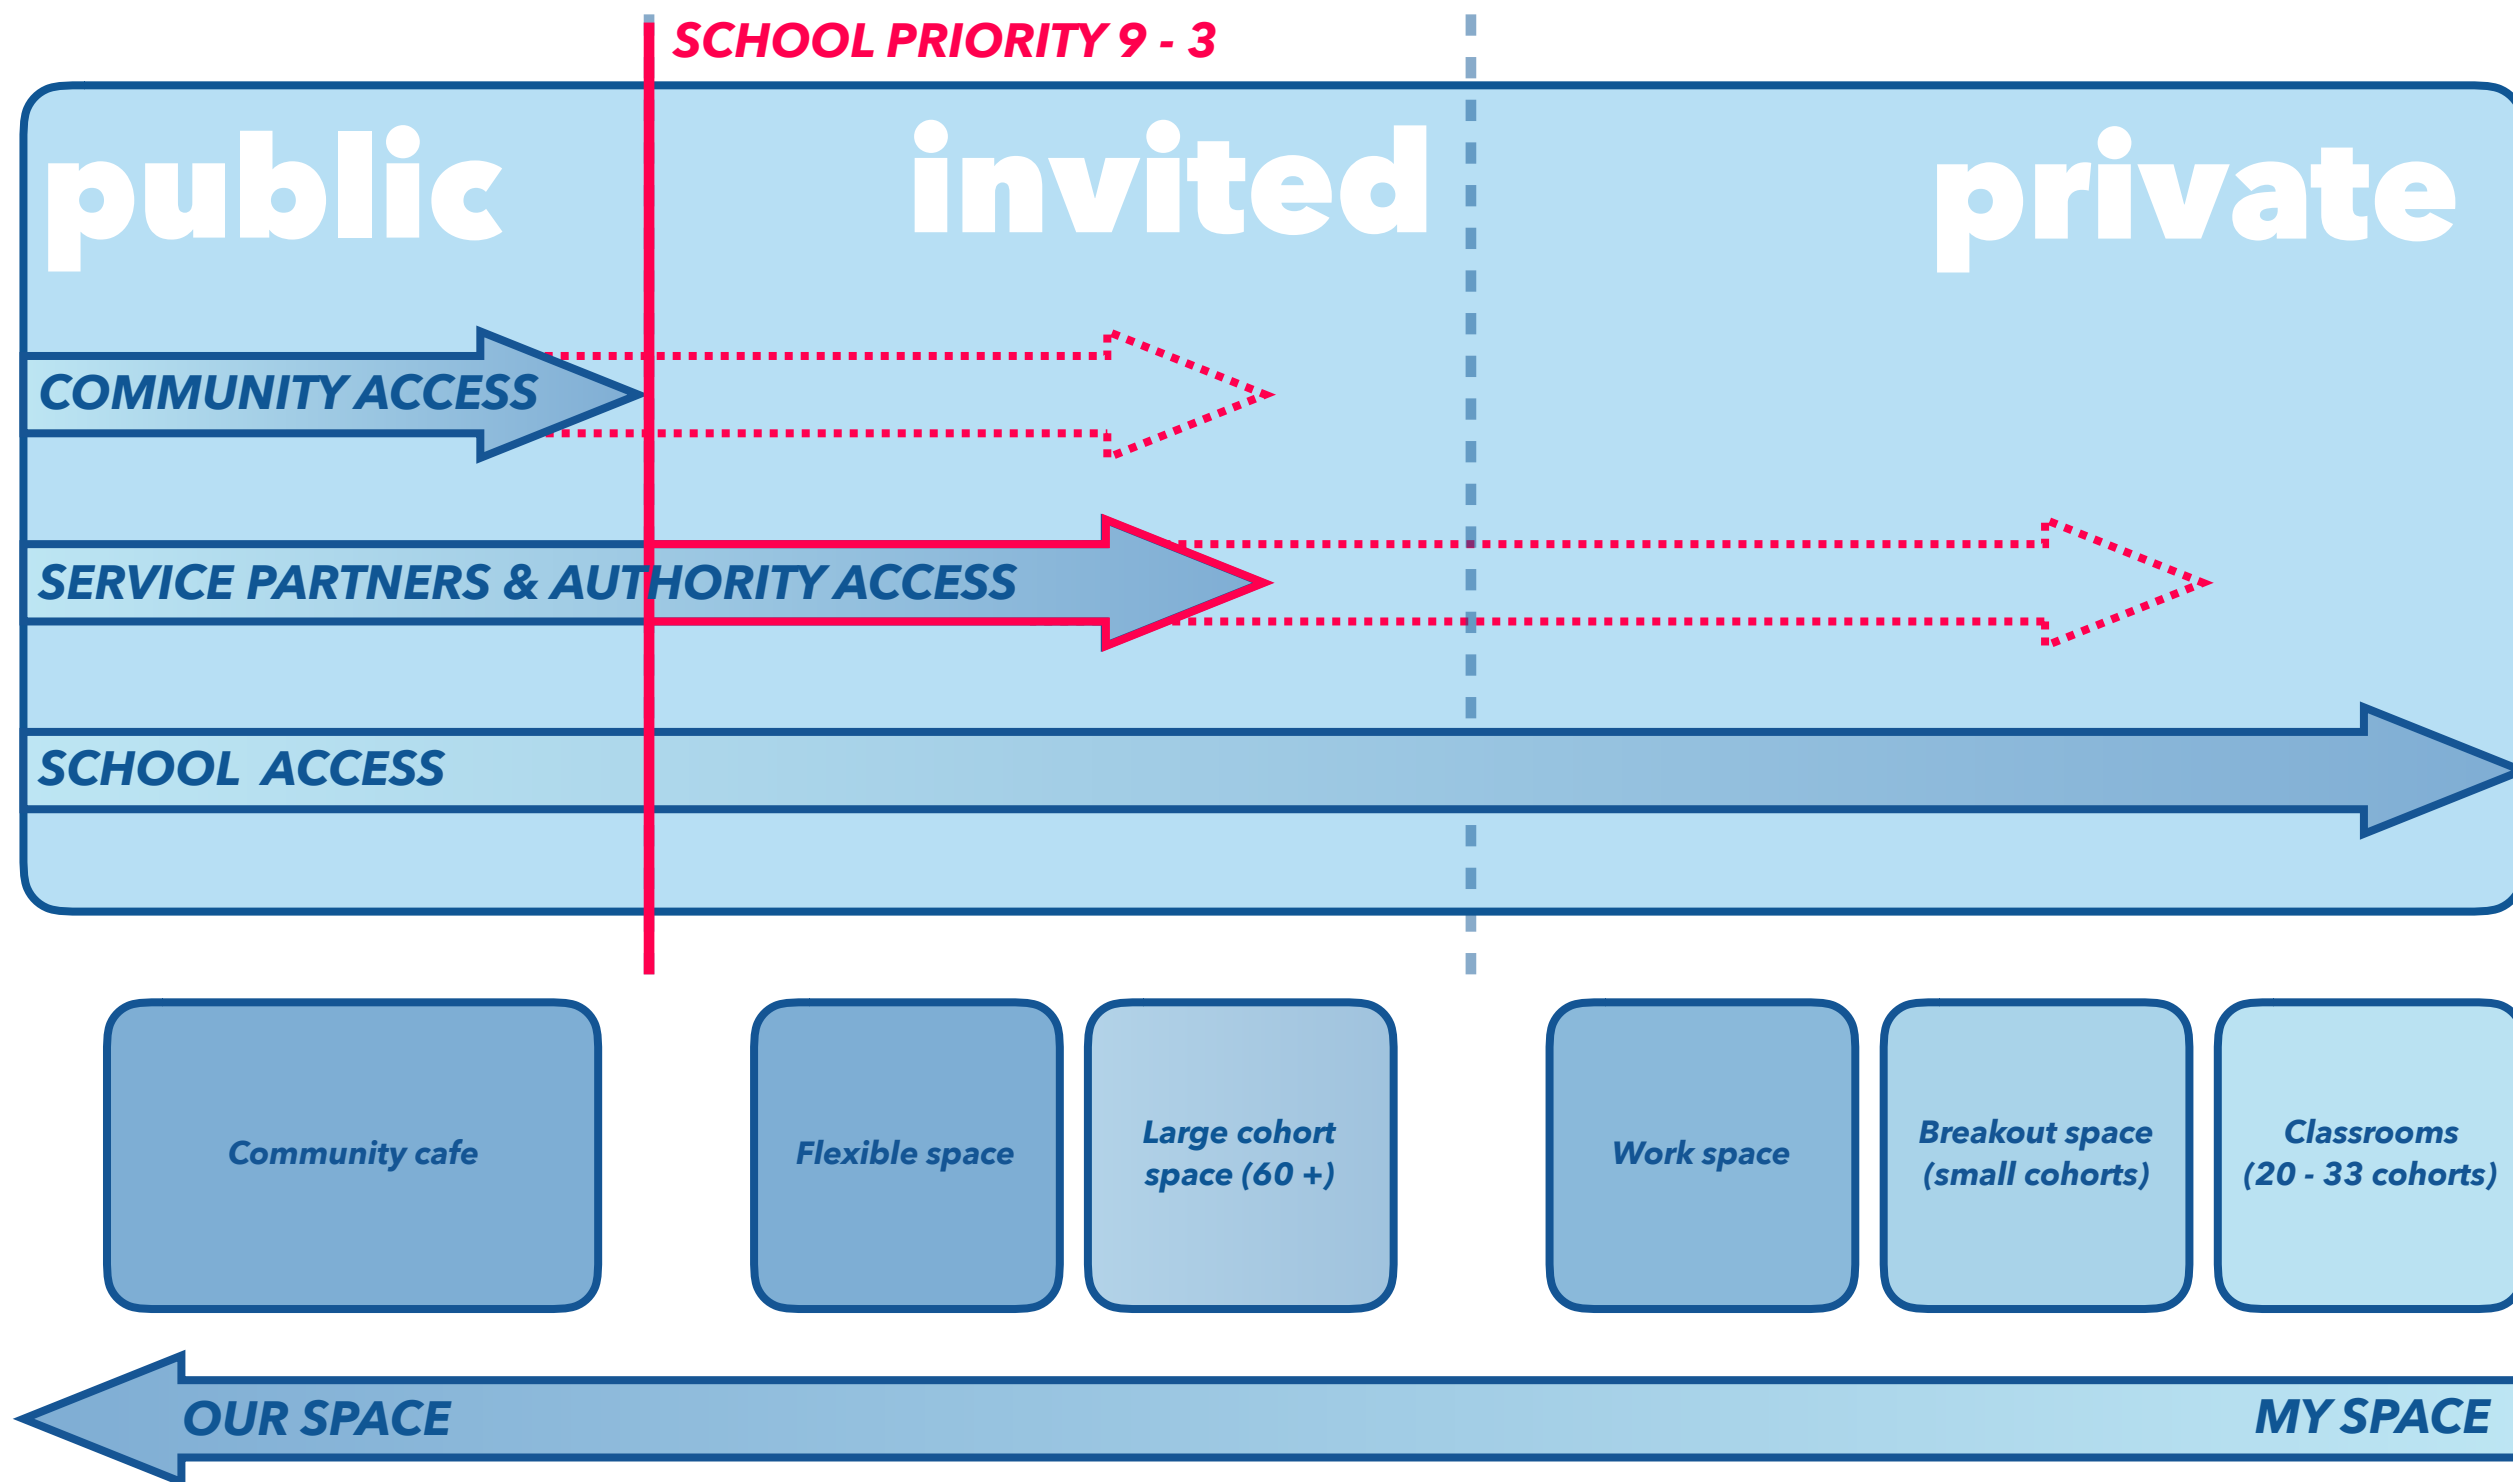 SCHOOL PRIORITY 9 - 3
public
invited
private
COMMUNITY ACCESS
SERVICE PARTNERS & AUTHORITY ACCESS
SCHOOL ACCESS
Community cafe
Flexible space
Large cohort
space (60 +)
Work space
Breakout space
(small cohorts)
Classrooms
(20 - 33 cohorts)
OUR SPACE
MY SPACE